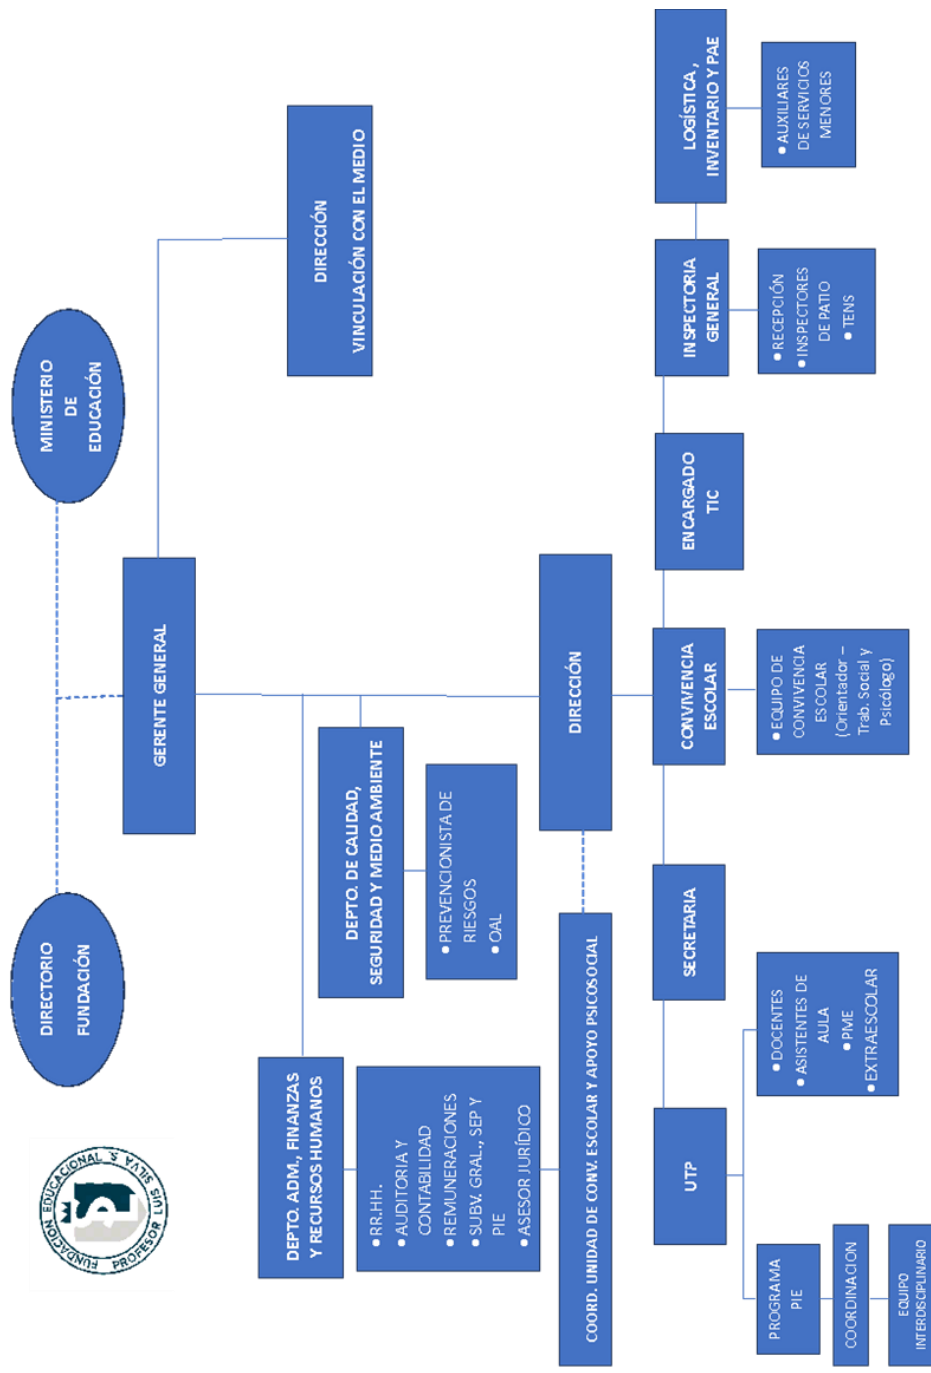 FUNDACIÓN EDUCACIONAL
PROFESOR LUIS SILVA S.
DIRECTORIO
FUNDACIÓN
MINISTERIO
DE
EDUCACIÓN
GERENTE GENERAL
DIRECCIÓN
VINCULACIÓN CON EL MEDIO
DEPTO. ADM., FINANZAS
Y RECURSOS HUMANOS
• RR.HH.
• AUDITORIA Y
CONTABILIDAD
• REMUNERACIONES
• SUBV. GRAL., SEP Y
PIE
• ASESOR JURÍDICO
DEPTO. DE CALIDAD,
SEGURIDAD Y MEDIO AMBIENTE
• PREVENCIONISTA DE
RIESGOS
• OAL
COORD. UNIDAD DE CONV. ESCOLAR Y APOYO PSICOSOCIAL
DIRECCIÓN
UTP
SECRETARIA
CONVIVENCIA
ESCOLAR
ENCARGADO
TIC
INSPECTORIA
GENERAL
LOGÍSTICA ,
INVENTARIO Y PAE
PROGRAMA
PIE
COORDINACION
EQUIPO
INTERDISCIPLINARIO
• DOCENTES
• ASISTENTES DE
AULA
• PME
• EXTRAESCOLAR
• EQUIPO DE
CONVIVENCIA
ESCOLAR
(Orientador –
Trab. Social y
Psicólogo)
• RECEPCIÓN
• INSPECTORES
DE PATIO
• TENS
• AUXILIARES
DE SERVICIOS
MENORES